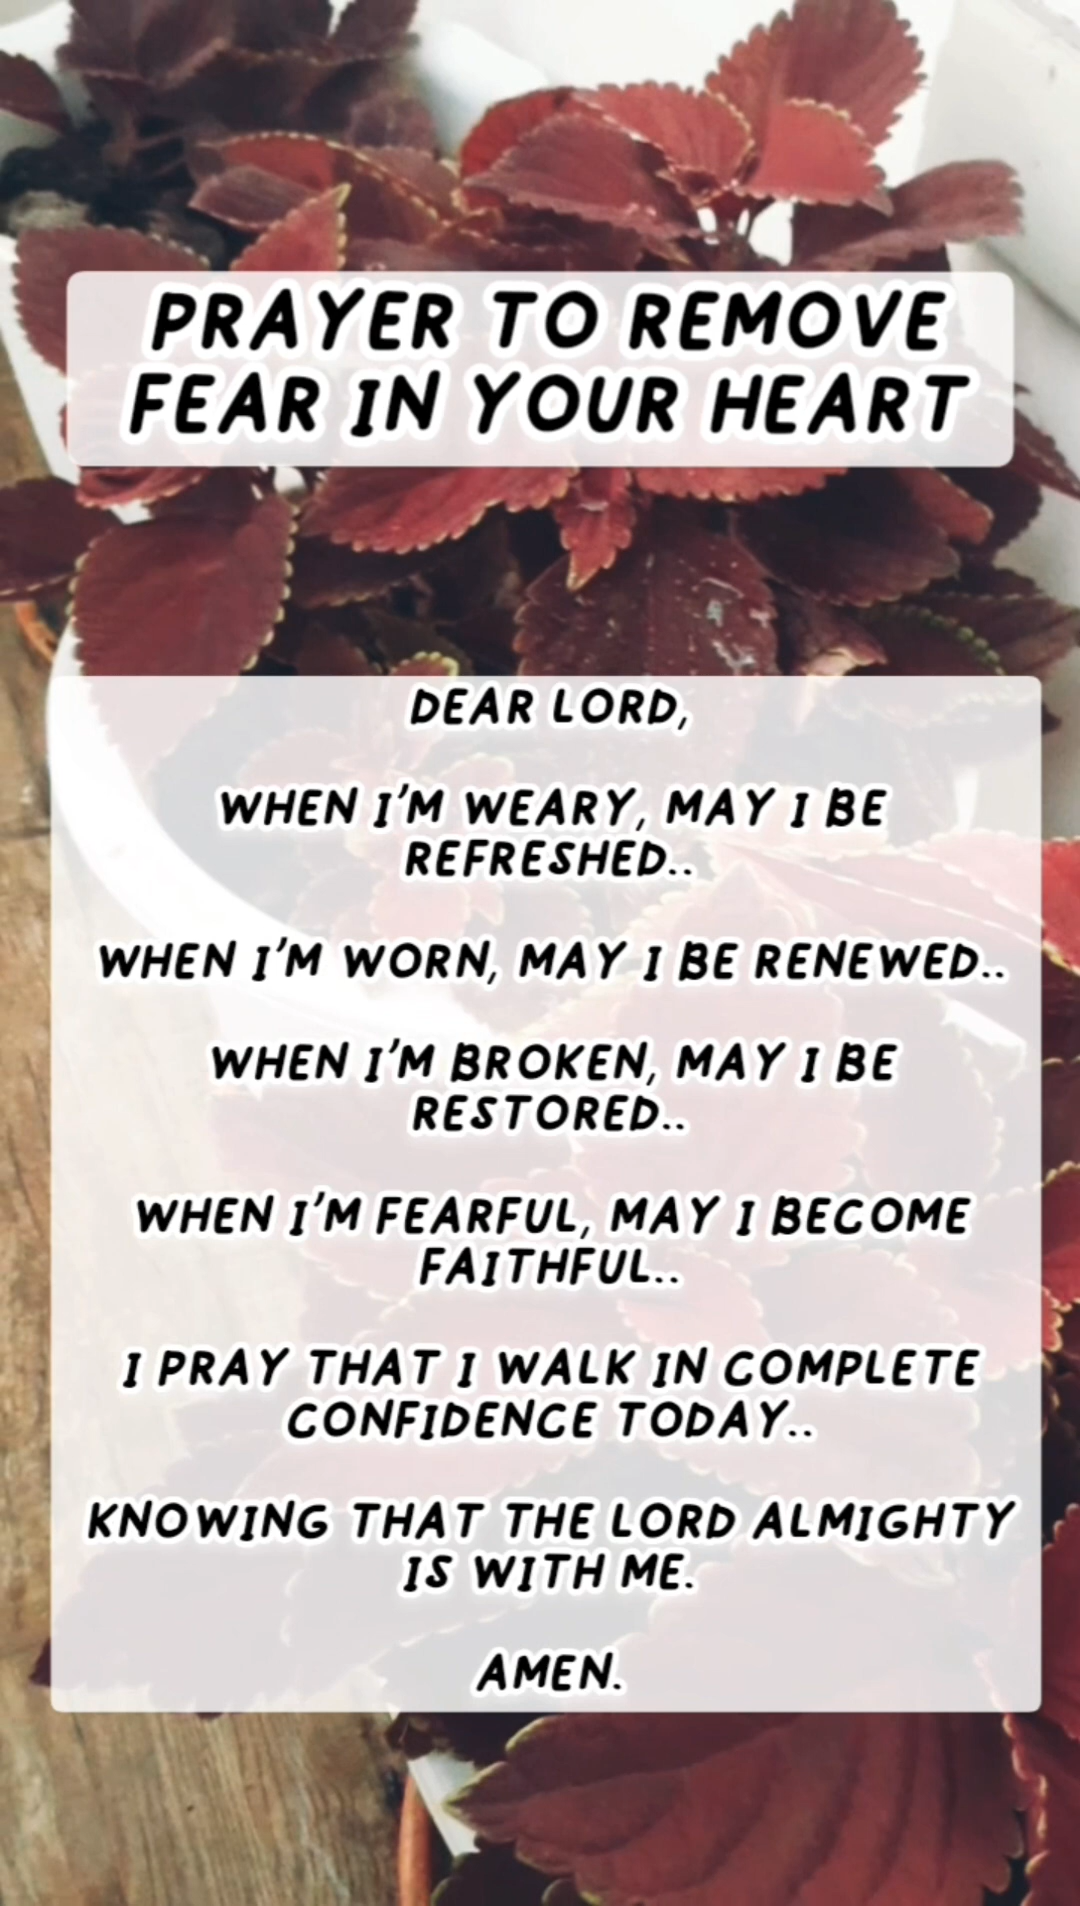 PRAYER TO REMOVE
FEAR IN YOUR HEART
DEAR LORD,
WHEN I'M WEARY, MAY I BE
REFRESHED..
WHEN I'M WORN, MAY I BE RENEWED..
WHEN I'M BROKEN, MAY I BE
RESTORED..
WHEN I'M FEARFUL, MAY I BECOME
FAITHFUL..
I PRAY THAT I WALK IN COMPLETE
CONFIDENCE TODAY..
KNOWING THAT THE LORD ALMIGHTY
IS WITH ME.
AMEN.